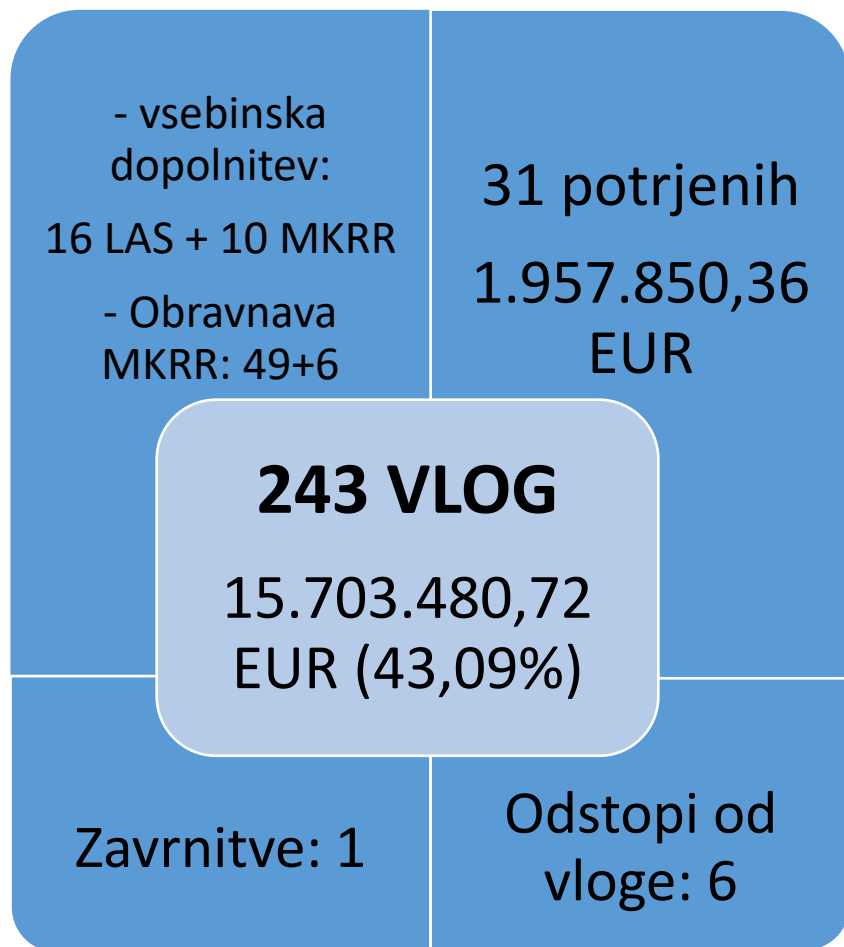 - vsebinska
dopolnitev:
16 LAS + 10 MKRR
- Obravnava
MKRR: 49+6
31 potrjenih
1.957.850,36
EUR
243 VLOG
15.703.480,72
EUR (43,09%)
Zavrnitve: 1
Odstopi od
vloge: 6